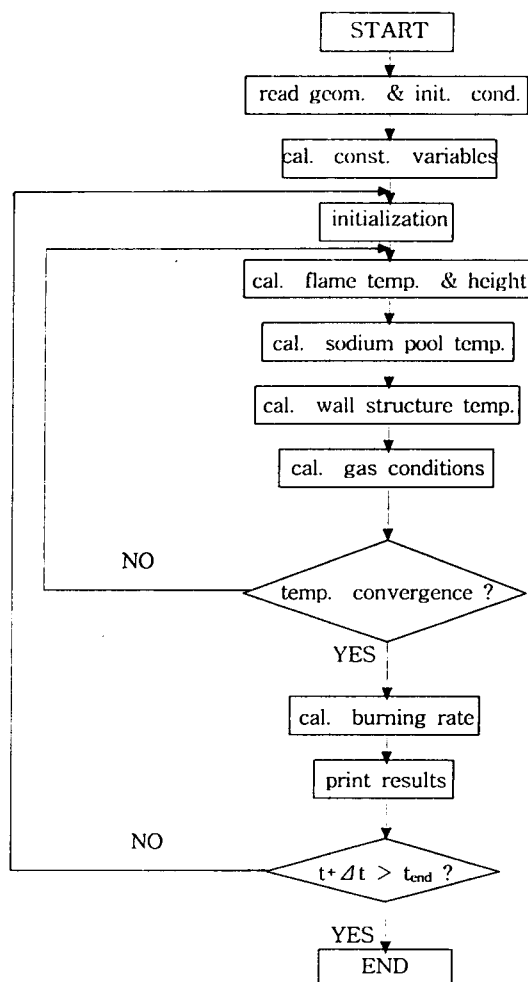 START
read geom. & init. cond.
cal. const. variables
initialization
cal. flame temp. & height
cal. sodium pool temp.
cal. wall structure temp.
cal. gas conditions
NO
temp. convergence ?
YES
cal. burning rate
print results
NO
t+Δt > tend ?
YES
END